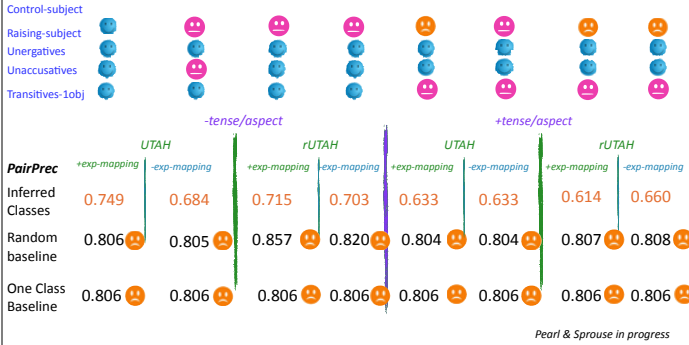 Control-subject
Raising-subject
Unergatives
Unaccusatives
Transitives-1obj
-tense/aspect +tense/aspect
UTAH rUTAH UTAH rUTAH
PairPrec +exp-mapping -exp-mapping +exp-mapping -exp-mapping +exp-mapping -exp-mapping +exp-mapping -exp-mapping
Inferred Classes 0.749 0.684 0.715 0.703 0.633 0.633 0.614 0.660
Random baseline 0.806 0.805 0.857 0.820 0.804 0.804 0.807 0.808
One Class Baseline 0.806 0.806 0.806 0.806 0.806 0.806 0.806 0.806
Pearl & Sprouse in progress